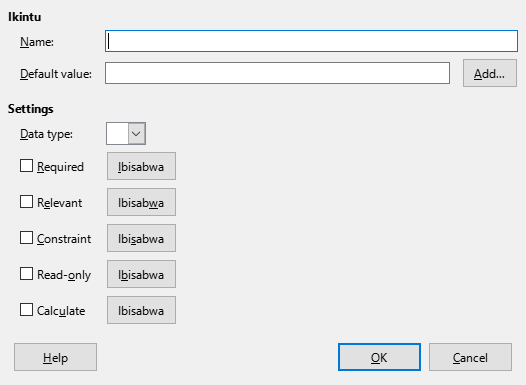 Ikintu
Name:
Default value:
Add...
Settings
Data type:
Required Ibisabwa
Relevant Ibisabwa
Constraint Ibisabwa
Read-only Ibisabwa
Calculate Ibisabwa
Help OK Cancel